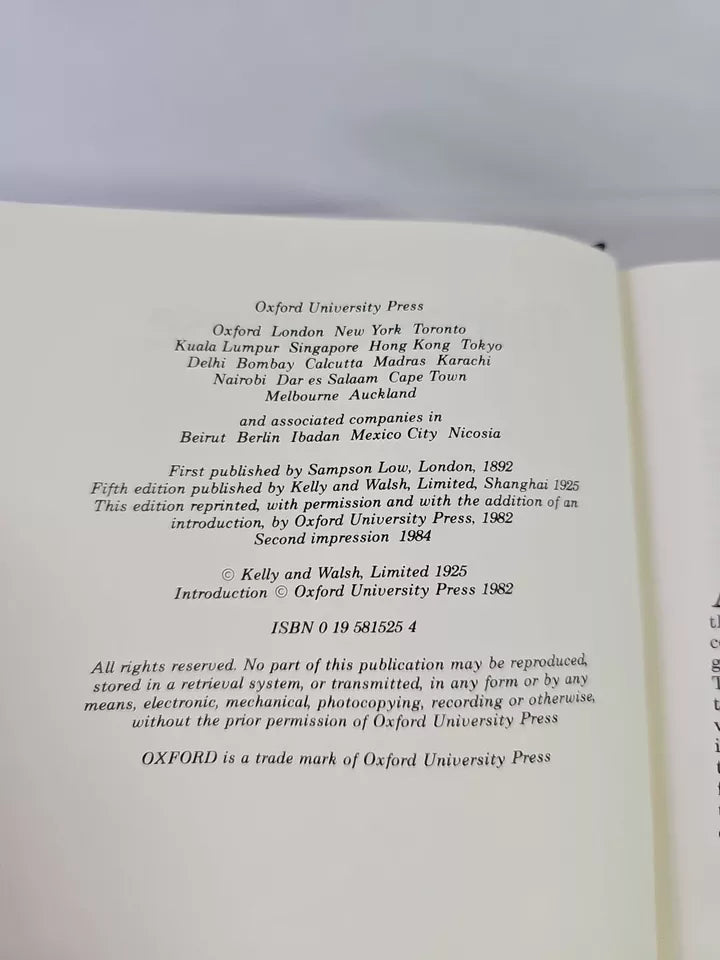 Oxford University Press
Oxford London New York Toronto
Kuala Lumpur Singapore Hong Kong Tokyo
Delhi Bombay Calcutta Madras Karachi
Nairobi Dar es Salaam Cape Town
Melbourne Auckland
and associated companies in
Beirut Berlin Ibadan Mexico City Nicosia
First published by Sampson Low, London, 1892
Fifth edition published by Kelly and Walsh, Limited, Shanghai 1925
This edition reprinted, with permission and with the addition of an
introduction, by Oxford University Press, 1982
Second impression 1984
© Kelly and Walsh, Limited 1925
Introduction © Oxford University Press 1982
ISBN 0 19 581525 4
All rights reserved. No part of this publication may be reproduced,
stored in a retrieval system, or transmitted, in any form or by any
means, electronic, mechanical, photocopying, recording or otherwise,
without the prior permission of Oxford University Press
OXFORD is a trade mark of Oxford University Press